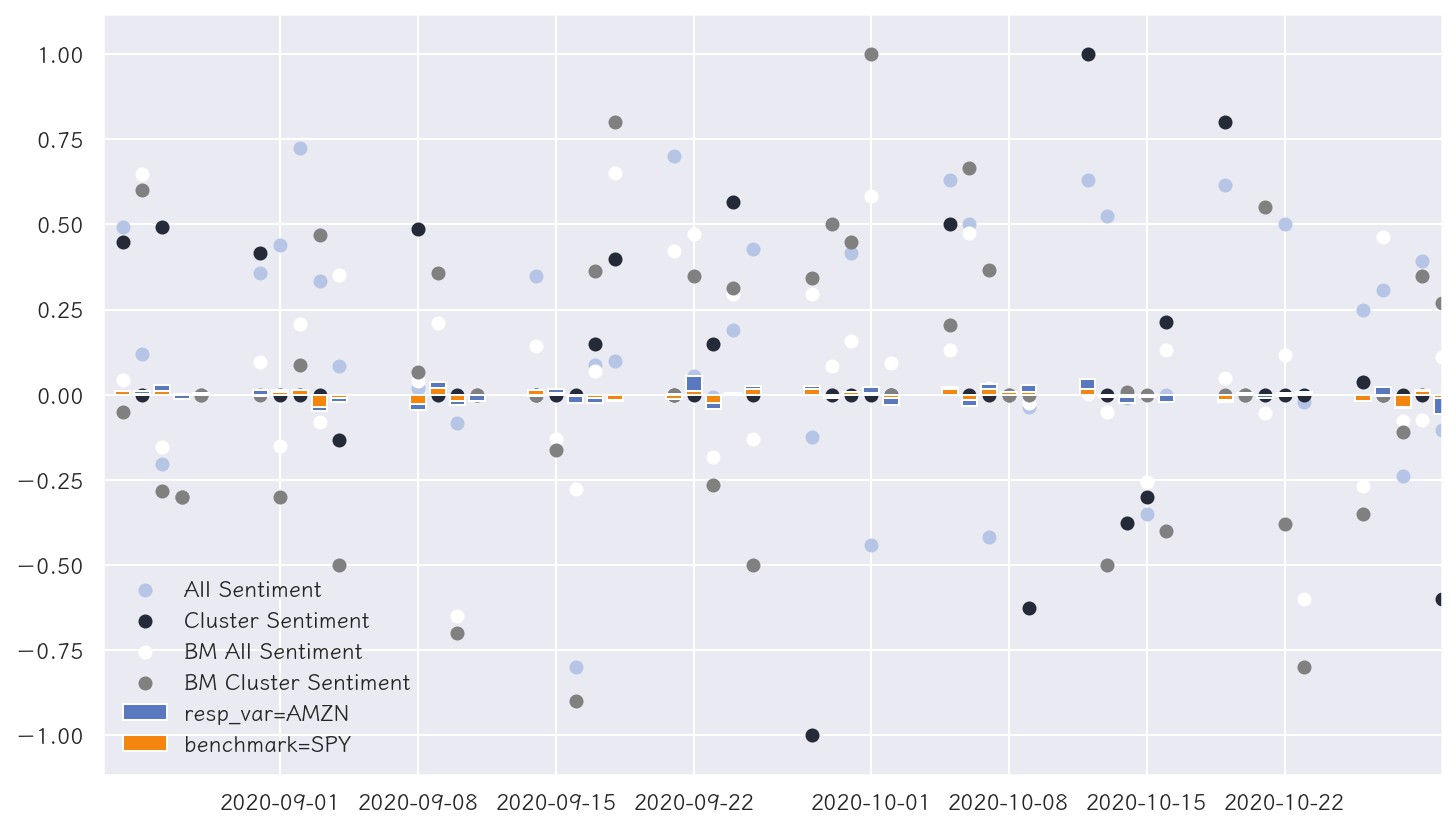 1.00
0.75
0.50
0.25
0.00
−0.25
−0.50
−0.75
−1.00
All Sentiment
Cluster Sentiment
BM All Sentiment
BM Cluster Sentiment
resp_var=AMZN
benchmark=SPY
2020-09-01 2020-09-08 2020-09-15 2020-09-22 2020-10-01 2020-10-08 2020-10-15 2020-10-22